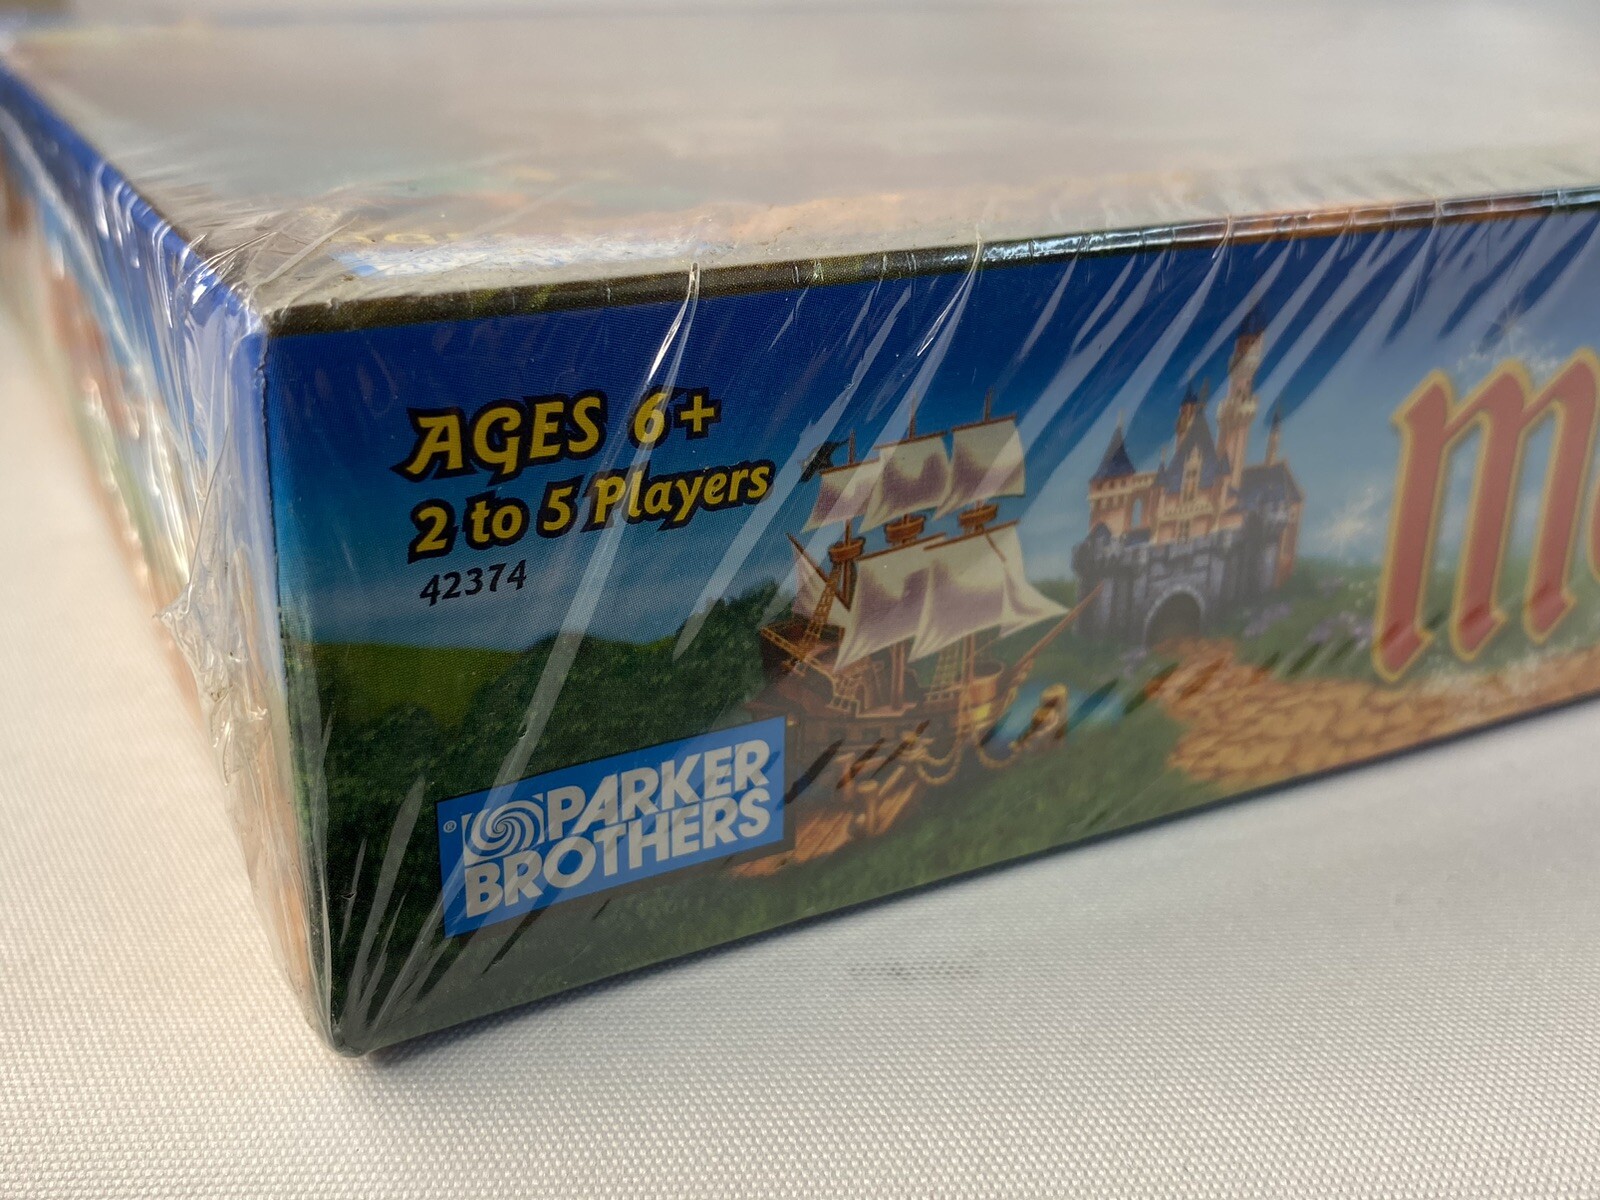 AGES 6+
2 to 5 Players
42374
® PARKER
BROTHERS